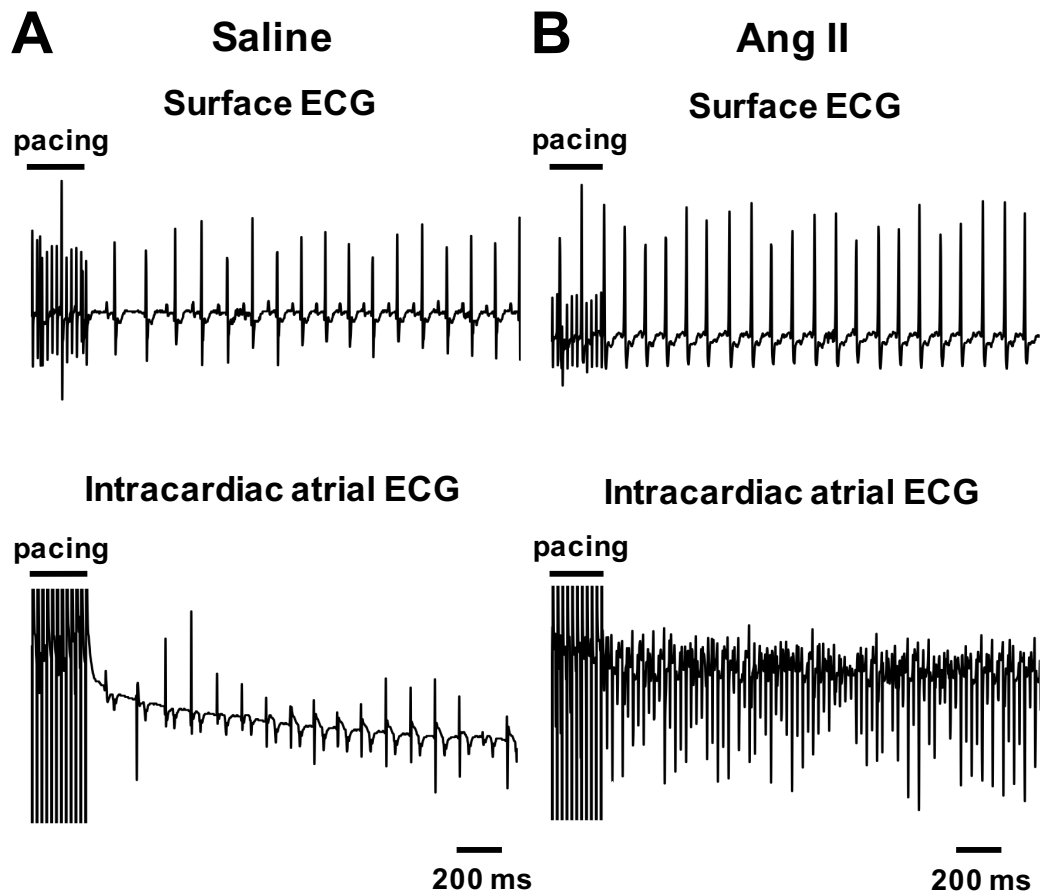 A
Saline
Surface ECG
pacing
Intracardiac atrial ECG
pacing
200 ms
B
Ang II
Surface ECG
pacing
Intracardiac atrial ECG
pacing
200 ms